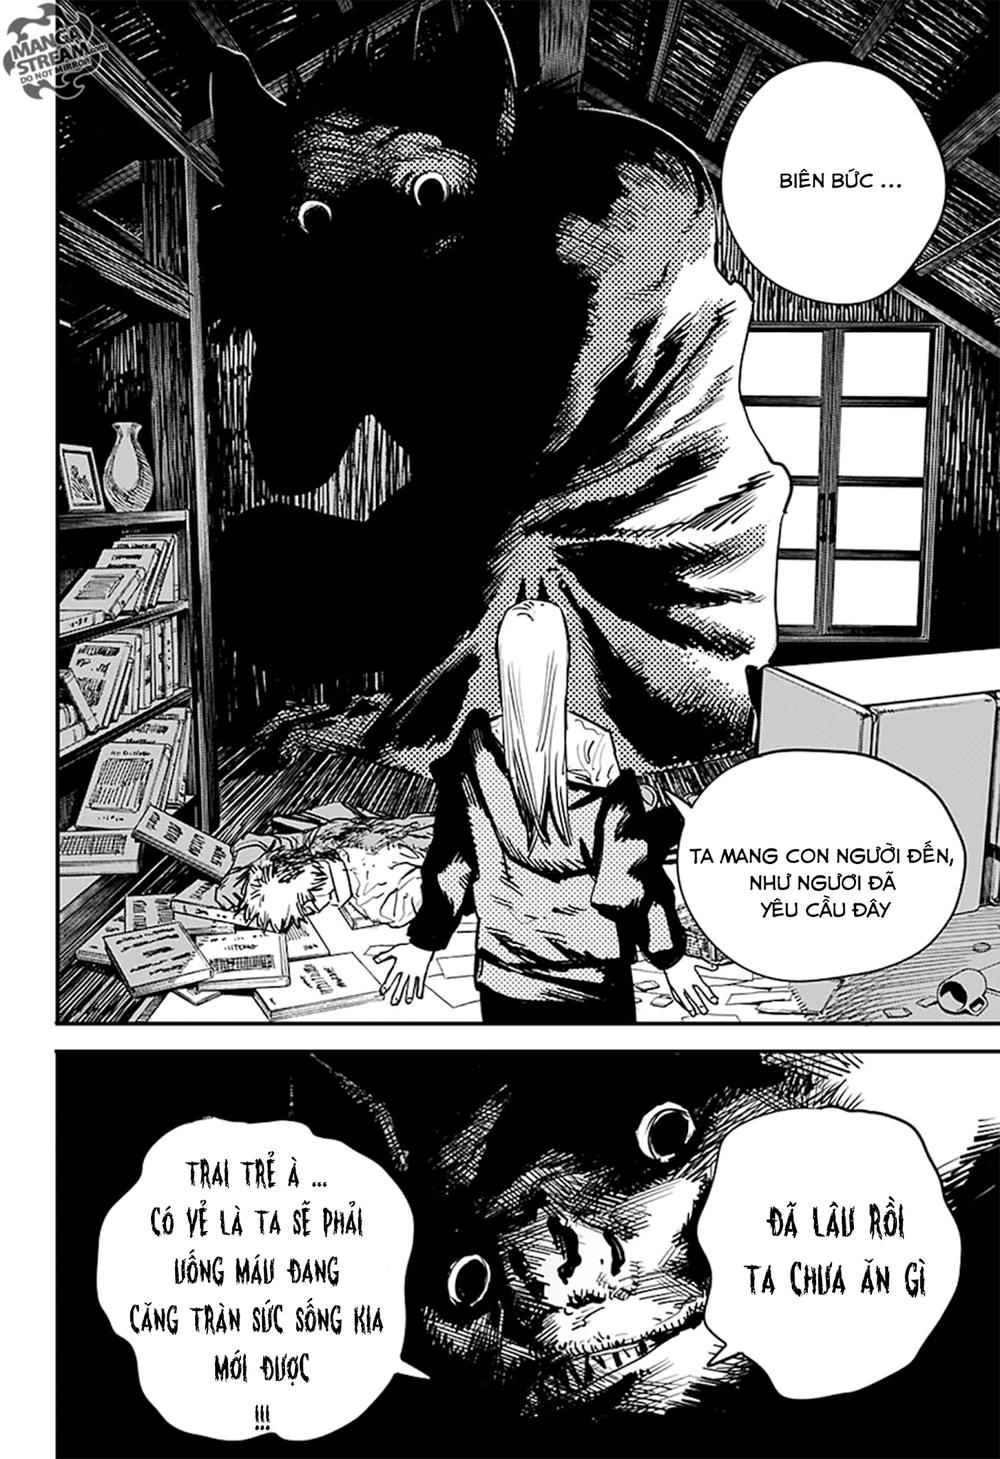 MANGA
STREAM.com
DO NOT MIRROR!
BIÊN BỨC ...
TA MANG CON NGƯỜI ĐẾN,
NHƯ NGƯƠI ĐÃ
YÊU CẦU ĐÂY
ĐÃ LÂU RỒI
TA CHƯA ĂN GÌ
TRAI TRẺ À ...
CÓ VẺ LÀ TA SẼ PHẢI
UỐNG MÁU ĐANG
CĂNG TRÀN SỨC SỐNG KIA
MỚI ĐƯỢC
!!!